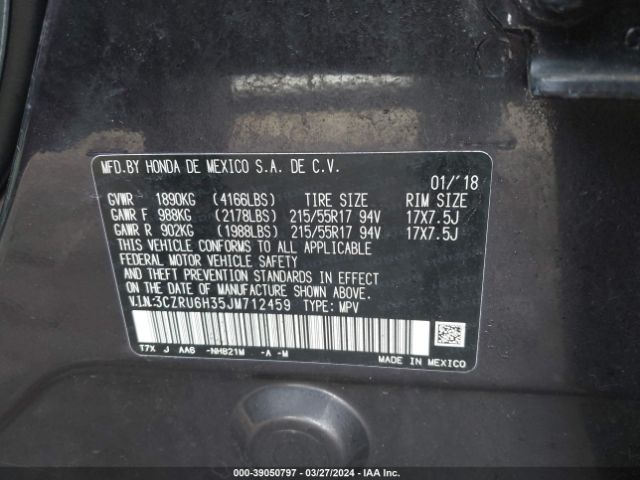 MFD.BY HONDA DE MEXICO S.A. DE C.V.
01/'18
GVWR 1890KG (4166LBS) TIRE SIZE RIM SIZE
GAWR F 988KG (2178LBS) 215/55R17 94V 17X7.5J
GAWR R 902KG (1988LBS) 215/55R17 94V 17X7.5J
THIS VEHICLE CONFORMS TO ALL APPLICABLE
FEDERAL MOTOR VEHICLE SAFETY
AND THEFT PREVENTION STANDARDS IN EFFECT
ON THE DATE OF MANUFACTURE SHOWN ABOVE.
V.I.N:3CZRU6H35JM712459 TYPE: MPV
T7X J AA6 -NH821M -A -M
MADE IN MEXICO
000-39050797 - 03/27/2024 - IAA Inc.